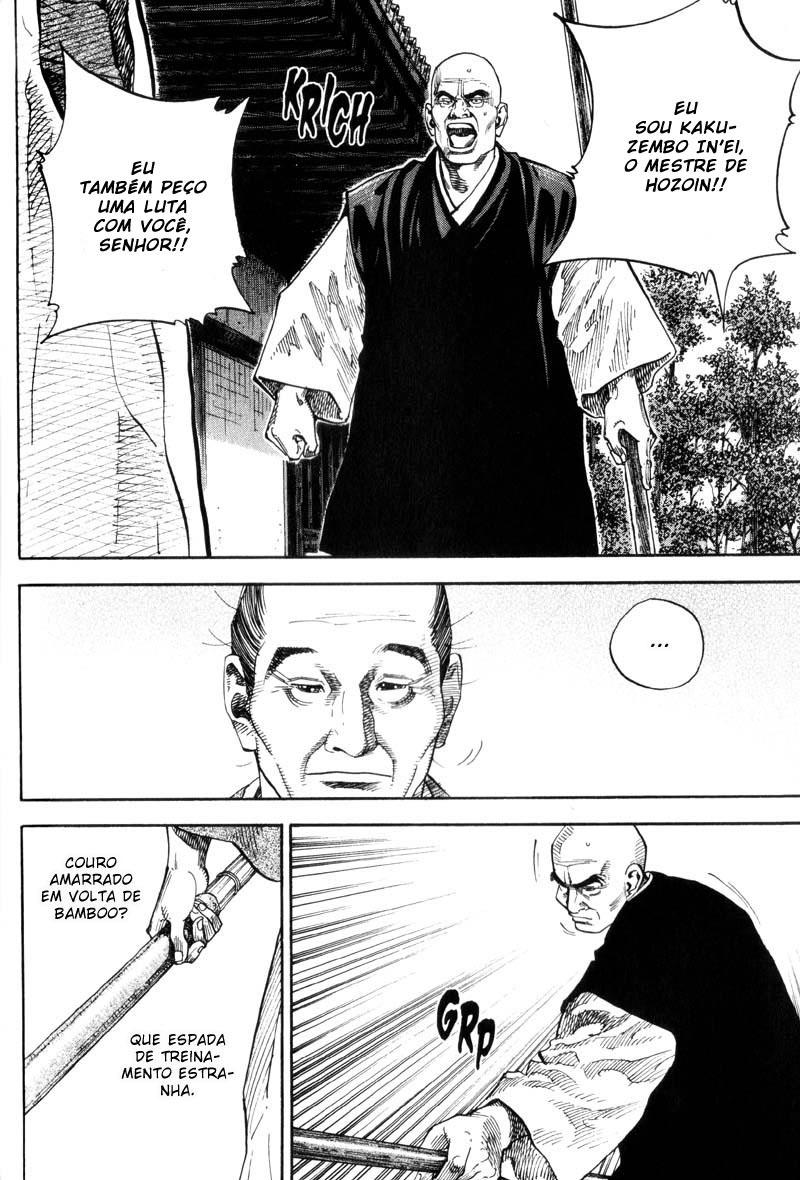 EU
SOU KAKU-
ZEMBO IN'EI,
O MESTRE DE
HOZOIN!!
KRICH
EU
TAMBÉM PEÇO
UMA LUTA
COM VOCÊ,
SENHOR!!
...
COURO
AMARRADO
EM VOLTA DE
BAMBOO?
QUE ESPADA
DE TREINA-
MENTO ESTRA-
NHA.
GRP